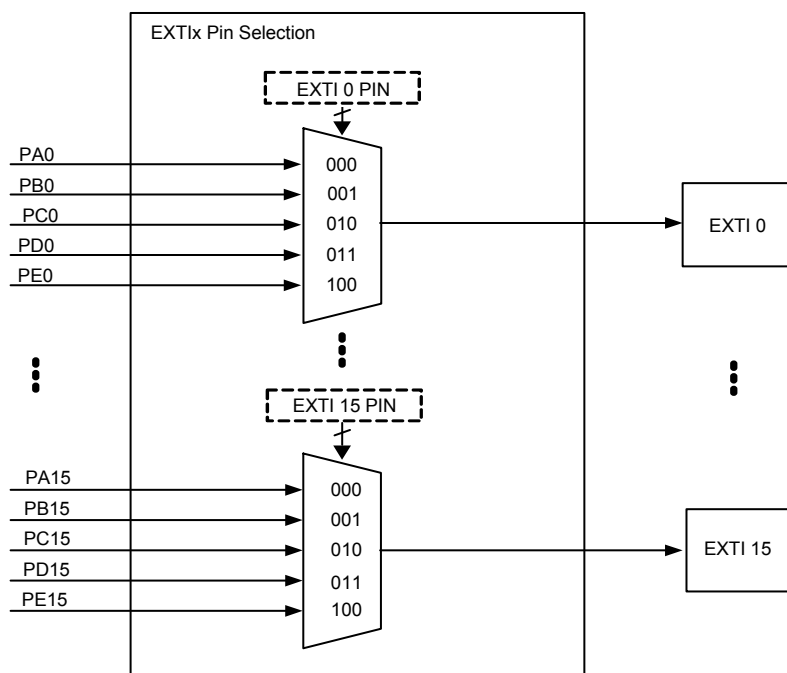 EXTIx Pin Selection
EXTI 0 PIN
PA0
000
PB0
001
PC0
010
EXTI 0
PD0
011
PE0
100
EXTI 15 PIN
PA15
000
PB15
001
PC15
010
EXTI 15
PD15
011
PE15
100